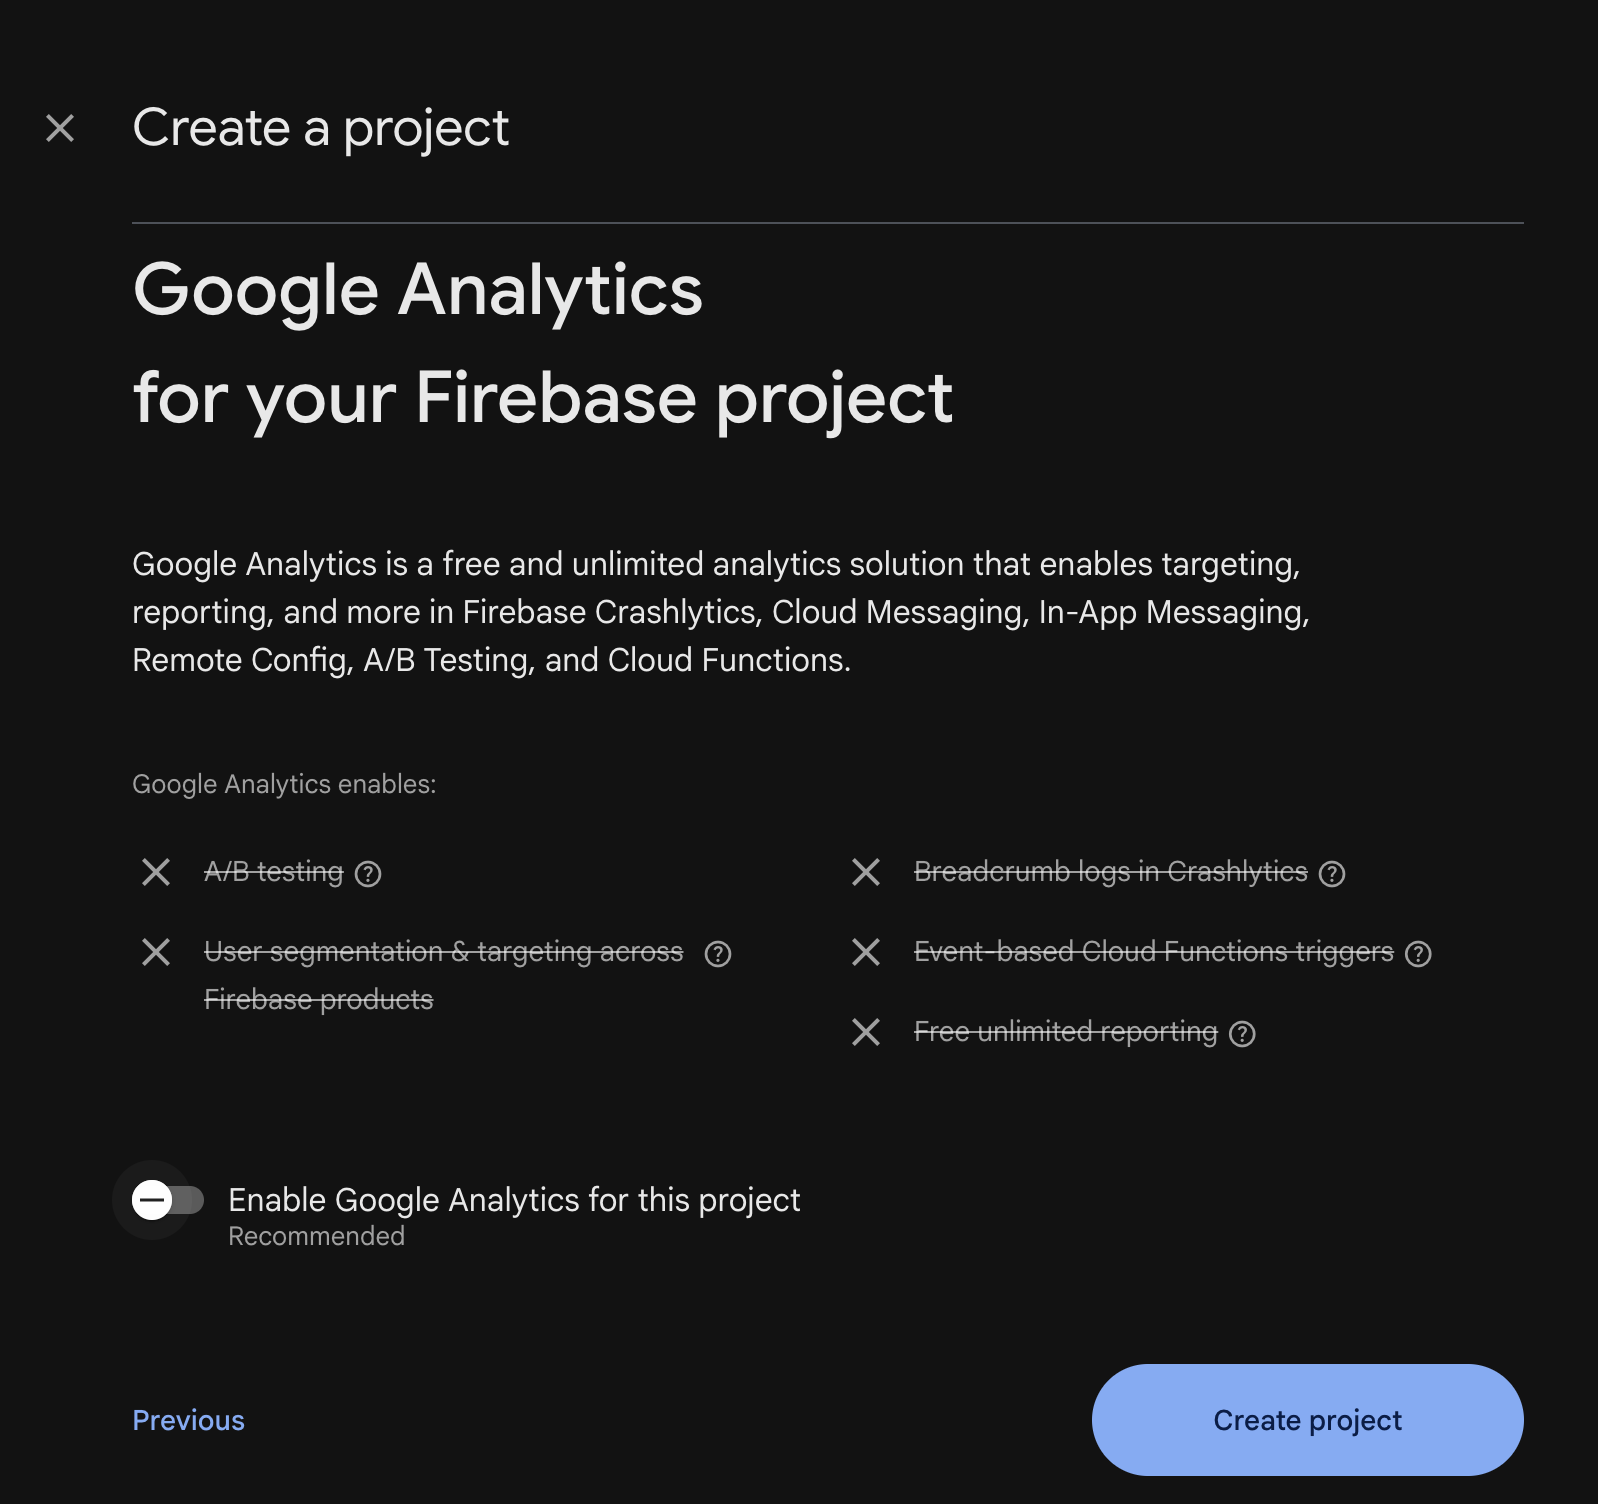 Create a project
Google Analytics
for your Firebase project
Google Analytics is a free and unlimited analytics solution that enables targeting,
reporting, and more in Firebase Crashlytics, Cloud Messaging, In-App Messaging,
Remote Config, A/B Testing, and Cloud Functions.
Google Analytics enables:
A/B testing
User segmentation & targeting across
Firebase products
Breadcrumb logs in Crashlytics
Event-based Cloud Functions triggers
Free unlimited reporting
Enable Google Analytics for this project
Recommended
Previous
Create project